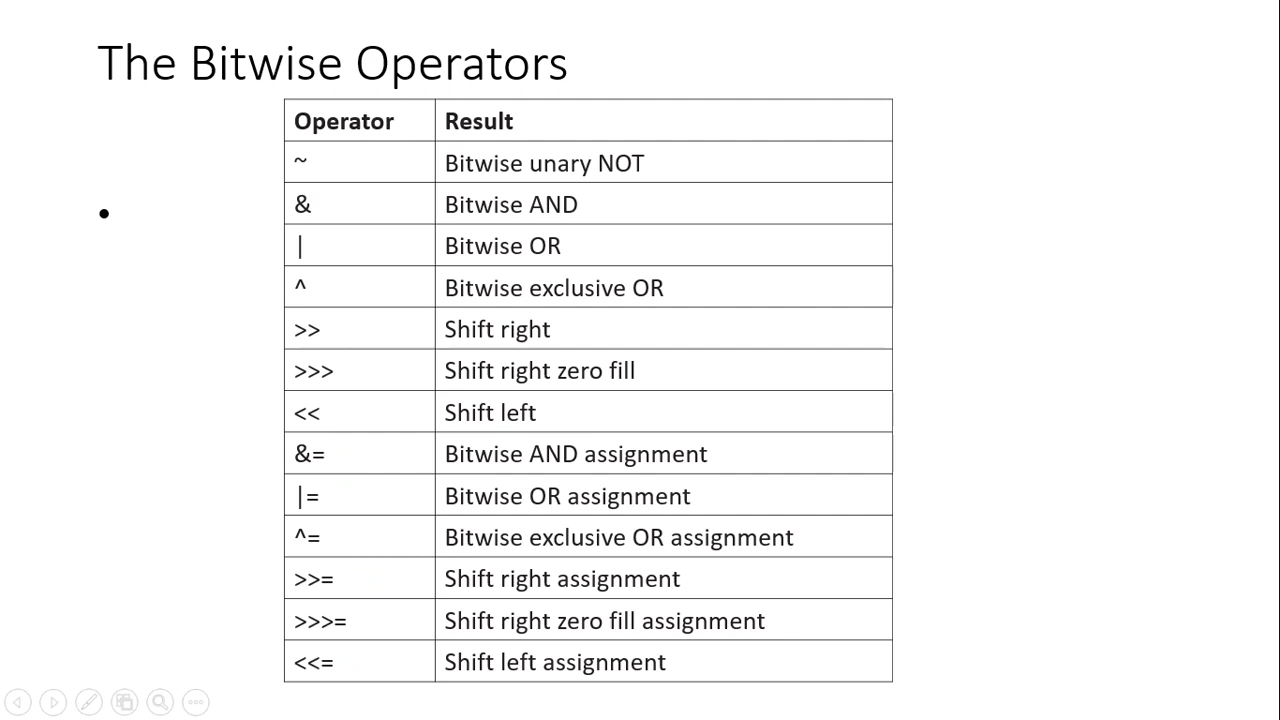 The Bitwise Operators
Operator Result
~ Bitwise unary NOT
& Bitwise AND
| Bitwise OR
^ Bitwise exclusive OR
>> Shift right
>>> Shift right zero fill
<< Shift left
&= Bitwise AND assignment
|= Bitwise OR assignment
^= Bitwise exclusive OR assignment
>>= Shift right assignment
>>>= Shift right zero fill assignment
<<= Shift left assignment